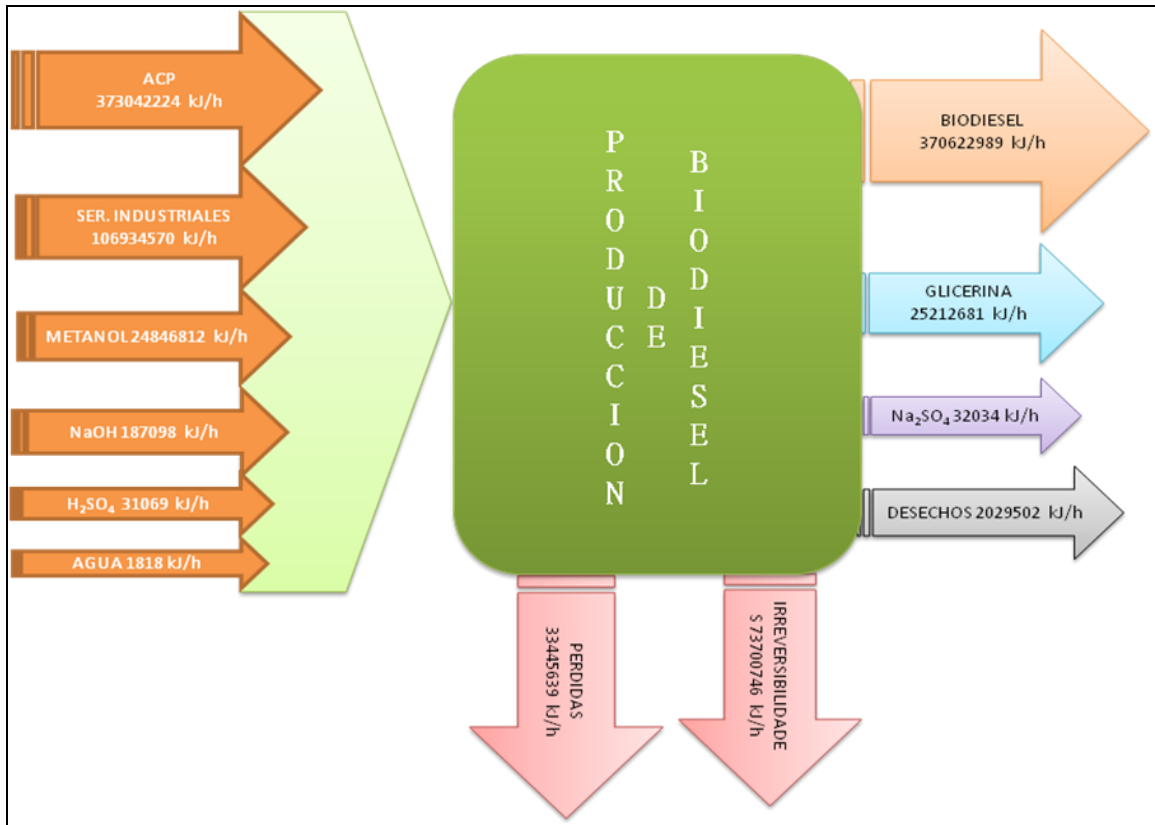 ACP
373042224 kJ/h
SER. INDUSTRIALES
106934570 kJ/h
METANOL 24846812 kJ/h
NaOH 187098 kJ/h
H₂SO₄ 31069 kJ/h
AGUA 1818 kJ/h
PRODUCCION
DE
BIODIESEL
BIODIESEL
370622989 kJ/h
GLICERINA
25212681 kJ/h
Na₂SO₄ 32034 kJ/h
DESECHOS 2029502 kJ/h
PERDIDAS
33445639 kJ/h
IRREVERSIBILIDADE
S 73700746 kJ/h